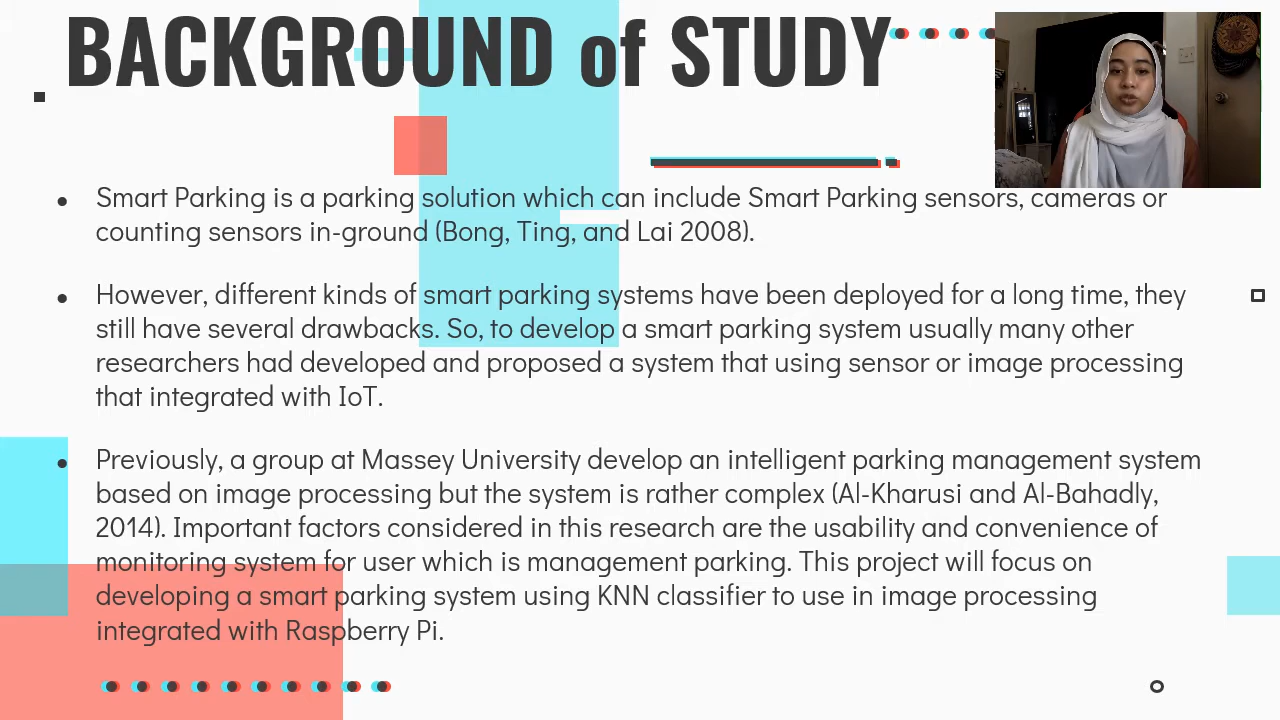 BACKGROUND of STUDY
Smart Parking is a parking solution which can include Smart Parking sensors, cameras or
counting sensors in-ground (Bong, Ting, and Lai 2008).
However, different kinds of smart parking systems have been deployed for a long time, they
still have several drawbacks. So, to develop a smart parking system usually many other
researchers had developed and proposed a system that using sensor or image processing
that integrated with IoT.
Previously, a group at Massey University develop an intelligent parking management system
based on image processing but the system is rather complex (Al-Kharusi and Al-Bahadly,
2014). Important factors considered in this research are the usability and convenience of
monitoring system for user which is management parking. This project will focus on
developing a smart parking system using KNN classifier to use in image processing
integrated with Raspberry Pi.